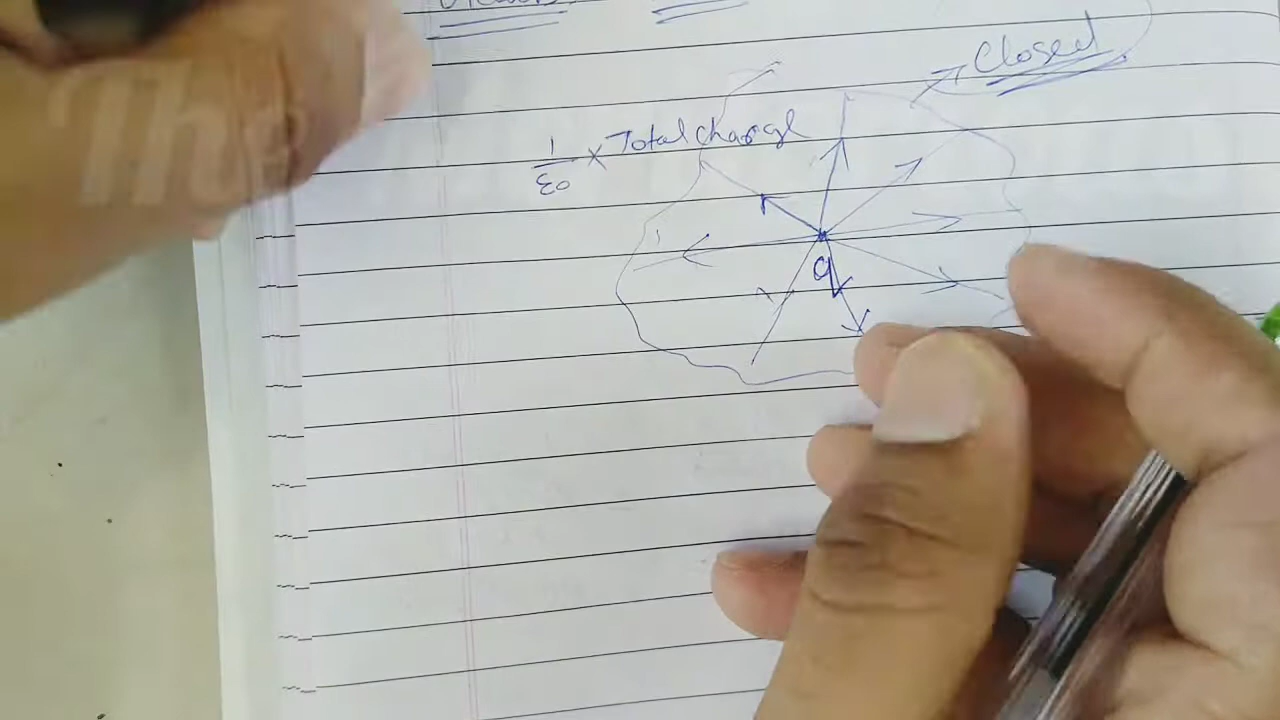 Closed
1/ε₀ × Total charge
q